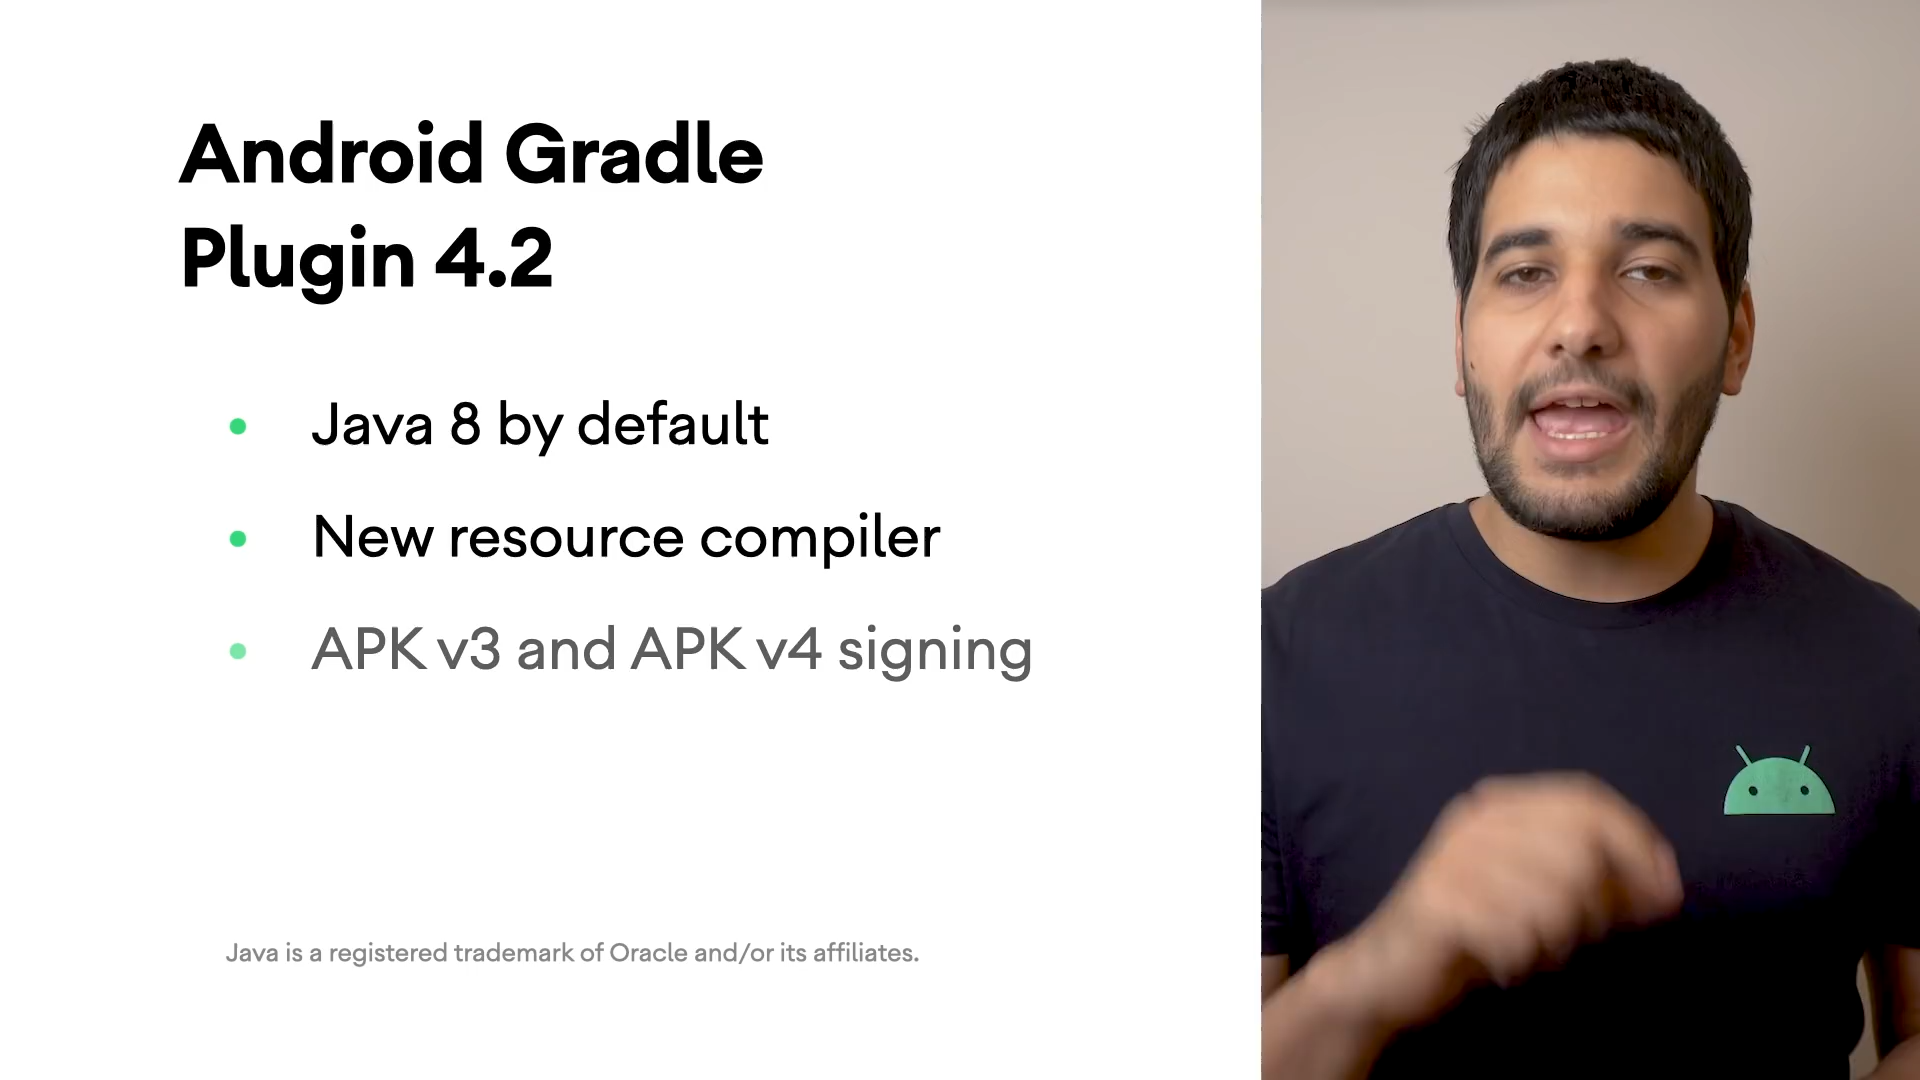 Android Gradle
Plugin 4.2
• Java 8 by default
• New resource compiler
• APK v3 and APK v4 signing
Java is a registered trademark of Oracle and/or its affiliates.